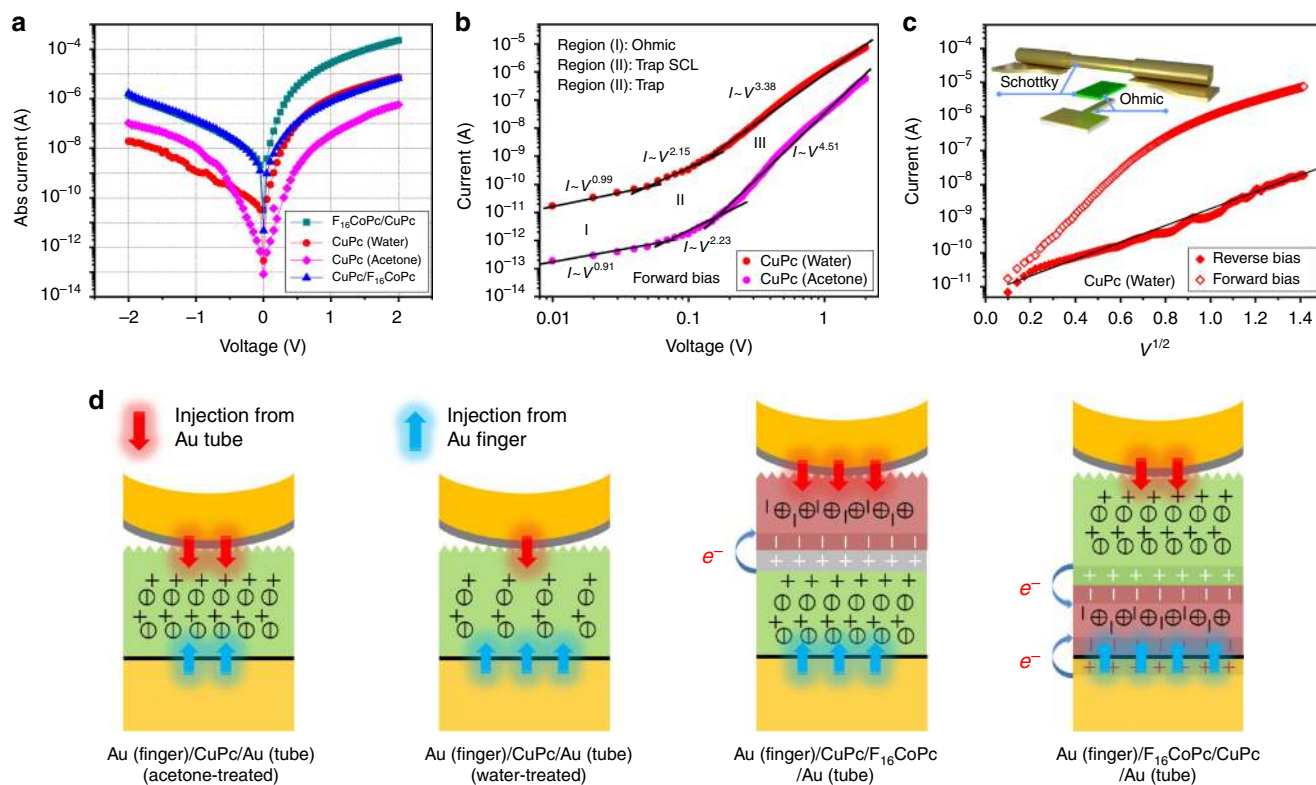 a
Abs current (A)
10⁻⁴
10⁻⁶
10⁻⁸
10⁻¹⁰
10⁻¹²
10⁻¹⁴
−2
−1
0
1
2
Voltage (V)
F₁₆CoPc/CuPc
CuPc (Water)
CuPc (Acetone)
CuPc/F₁₆CoPc
b
Current (A)
10⁻⁵
10⁻⁶
10⁻⁷
10⁻⁸
10⁻⁹
10⁻¹⁰
10⁻¹¹
10⁻¹²
10⁻¹³
10⁻¹⁴
Region (I): Ohmic
Region (II): Trap SCL
Region (II): Trap
I~V³·³⁸
I~V²·¹⁵
I~V⁴·⁵¹
III
I~V⁰·⁹⁹
II
I
I~V²·²³
I~V⁰·⁹¹
Forward bias
CuPc (Water)
CuPc (Acetone)
0.01
0.1
1
Voltage (V)
c
Current (A)
10⁻⁴
10⁻⁵
10⁻⁶
10⁻⁷
10⁻⁸
10⁻⁹
10⁻¹⁰
10⁻¹¹
Schottky
Ohmic
CuPc (Water)
Reverse bias
Forward bias
0.0
0.2
0.4
0.6
0.8
1.0
1.2
1.4
V¹/²
d
Injection from
Au tube
Injection from
Au finger
e⁻
e⁻
e⁻
Au (finger)/CuPc/Au (tube)
(acetone-treated)
Au (finger)/CuPc/Au (tube)
(water-treated)
Au (finger)/CuPc/F₁₆CoPc
/Au (tube)
Au (finger)/F₁₆CoPc/CuPc
/Au (tube)